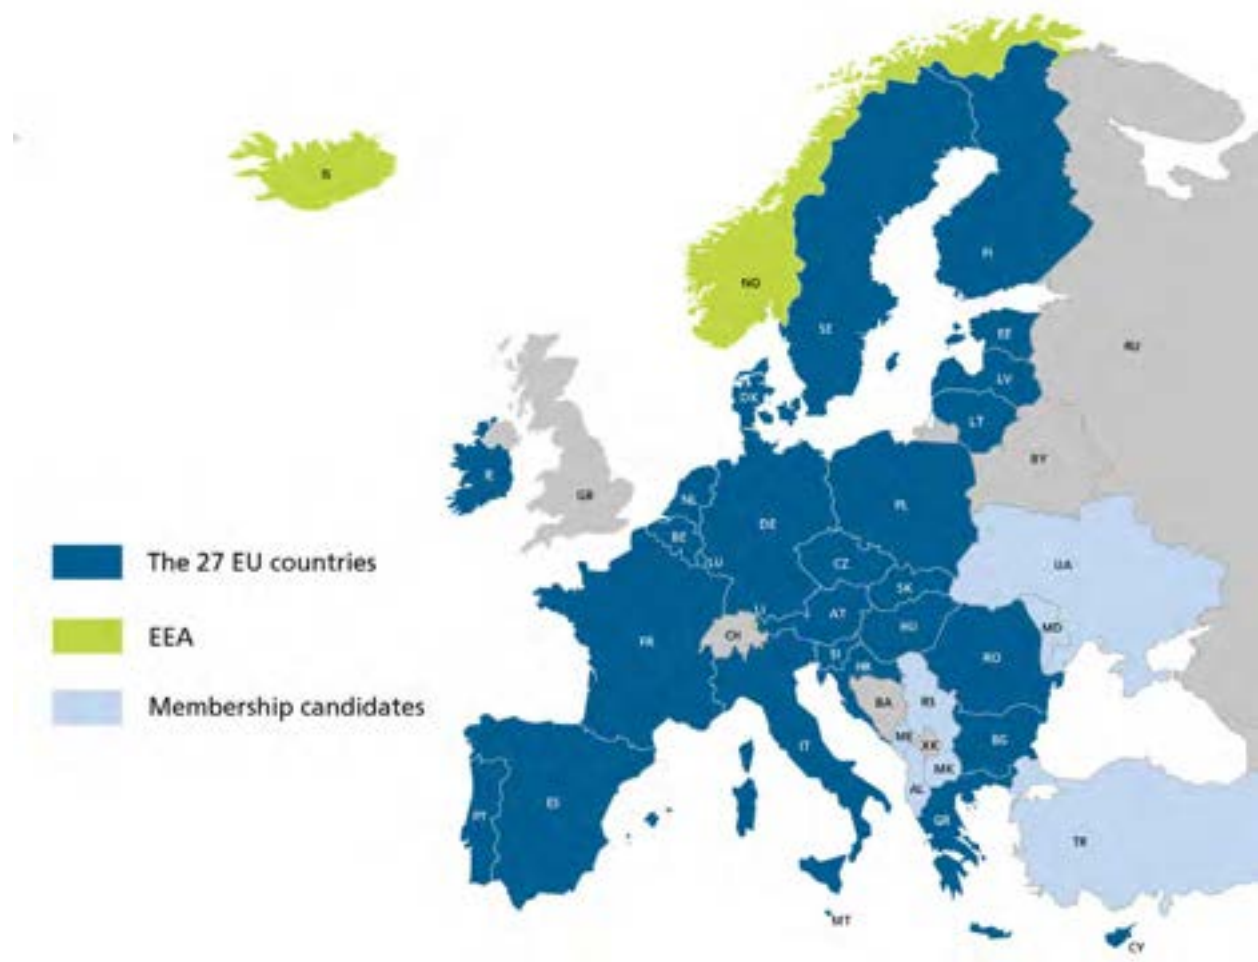 IS
NO
FI
SE
EE
RU
LV
DK
LT
BY
IE
GB
NL
DE
PL
BE
The 27 EU countries
LU
CZ
UA
SK
LI
AT
EEA
HU
MD
CH
FR
SI
RO
HR
Membership candidates
BA
RS
ME
BG
IT
XK
MK
AL
ES
PT
GR
TR
MT
CY